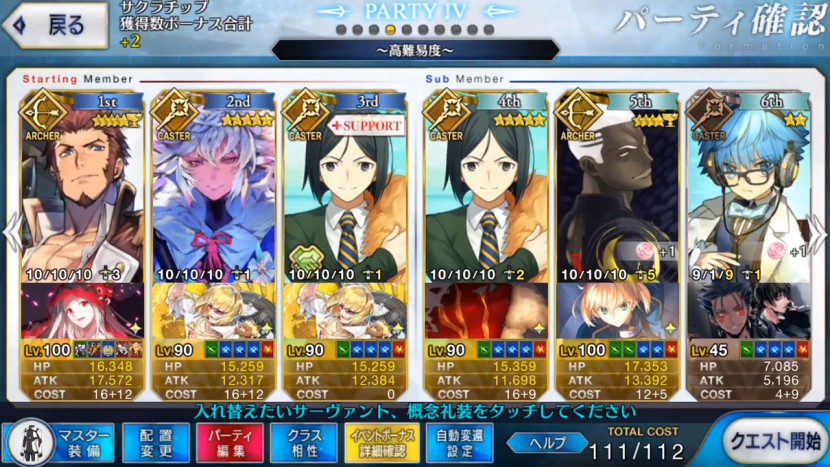 戻る
サクラチップ
獲得数ボーナス合計
+2
PARTY IV
～高難易度～
パーティ確認
Starting Member
Sub Member
1st
2nd
3rd
4th
5th
6th
ARCHER
CASTER
CASTER
+SUPPORT
CASTER
ARCHER
CASTER
+1
+1
10/10/10 3
10/10/10 1
10/10/10 1
10/10/10 2
10/10/10 5
9/1/9 1
Lv.100
Lv.90
Lv.90
Lv.90
Lv.100
Lv.45
HP 16,348
HP 15,259
HP 15,259
HP 15,359
HP 17,353
HP 7,085
ATK 17,572
ATK 12,317
ATK 12,384
ATK 11,698
ATK 13,392
ATK 5,196
COST 16+12
COST 16+12
COST 0
COST 16+9
COST 12+5
COST 4+9
入れ替えたいサーヴァント、概念礼装をタッチしてください
マスター装備
配置変更
パーティ編集
クラス相性
イベントボーナス詳細確認
自動変還設定
ヘルプ
TOTAL COST
111/112
クエスト開始